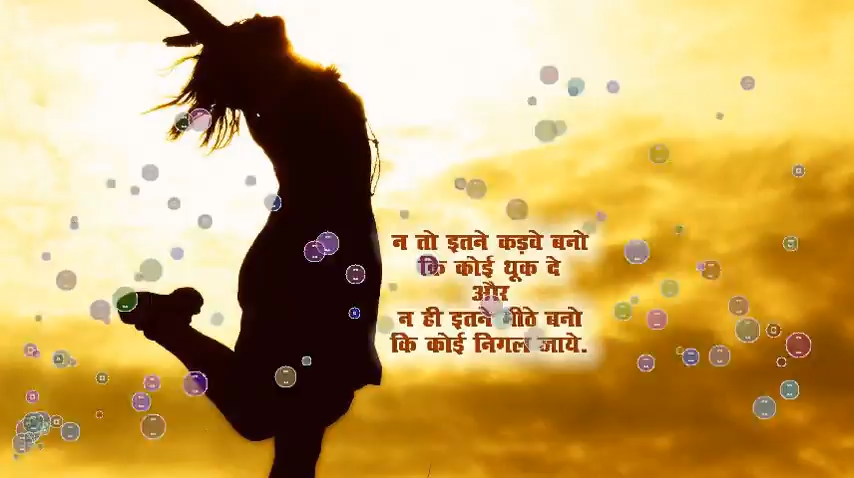 न तो इतने कड़वे बनो
कि कोई थूक दे
और
न ही इतने मीठे बनो
कि कोई निगल जाये.